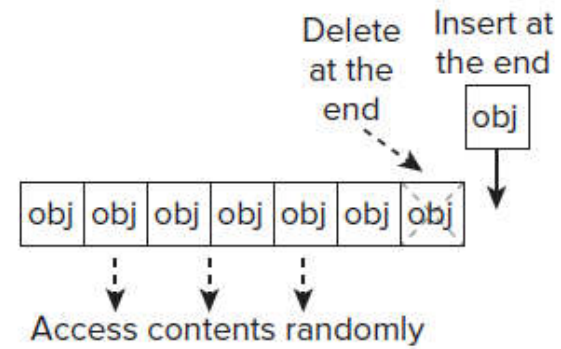 Delete
at the
end
Insert at
the end
obj
obj obj obj obj obj obj obj
Access contents randomly